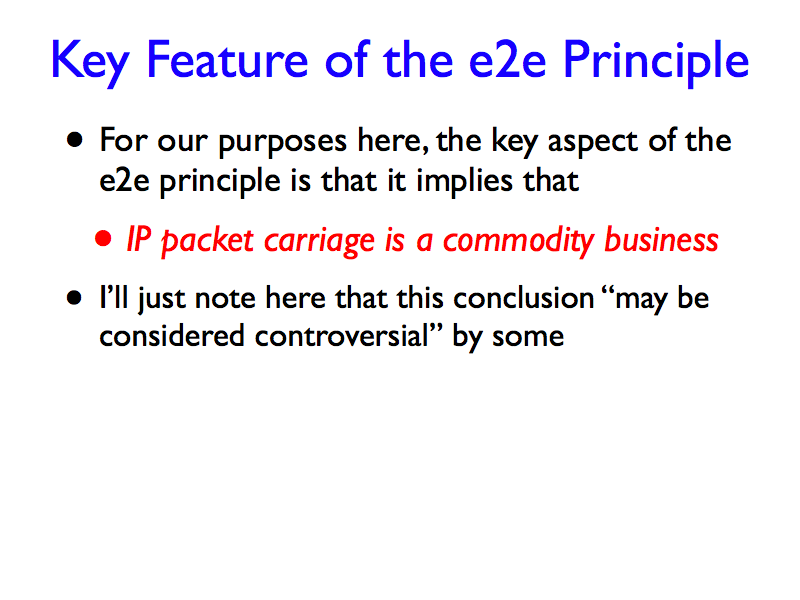 Key Feature of the e2e Principle
• For our purposes here, the key aspect of the
e2e principle is that it implies that
• IP packet carriage is a commodity business
• I’ll just note here that this conclusion “may be
considered controversial” by some